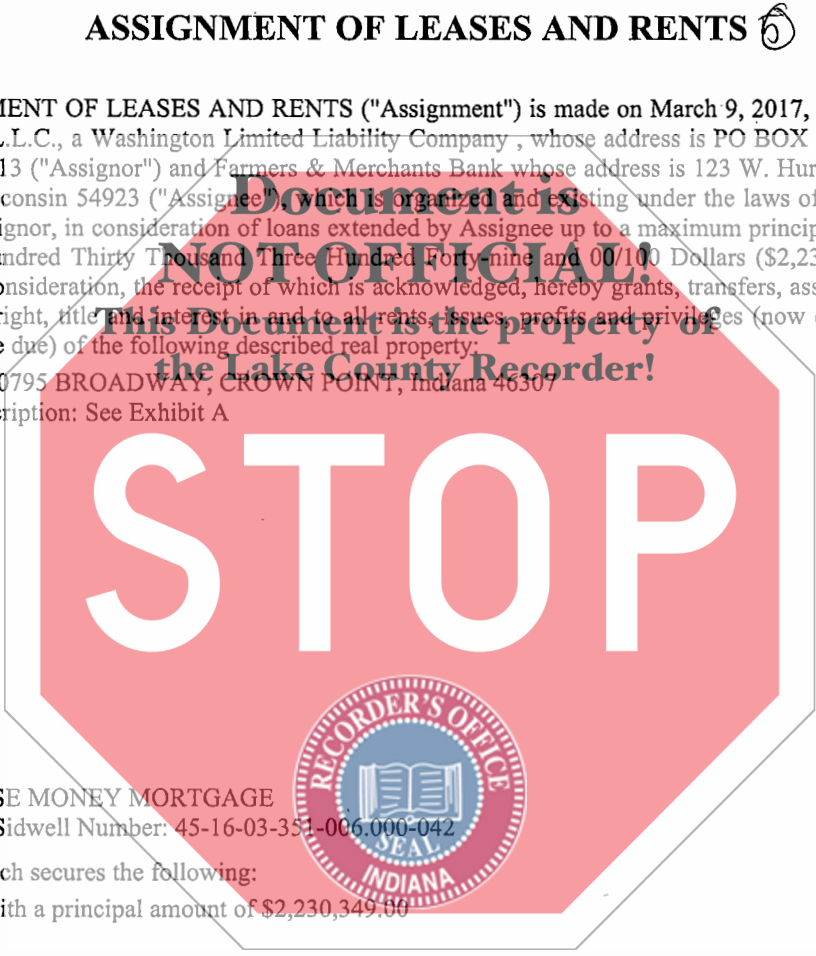 ASSIGNMENT OF LEASES AND RENTS 5
MENT OF LEASES AND RENTS ("Assignment") is made on March 9, 2017,
L.L.C., a Washington Limited Liability Company , whose address is PO BOX
13 ("Assignor") and Farmers & Merchants Bank whose address is 123 W. Hur
consin 54923 ("Assignee"), which is organized and existing under the laws of
Document is
ignor, in consideration of loans extended by Assignee up to a maximum princip
ndred Thirty Thousand Three Hundred Forty-nine and 00/100 Dollars ($2,23
NOT OFFICIAL!
onsideration, the receipt of which is acknowledged, hereby grants, transfers, ass
right, title and interest in and to all rents, issues, profits and privileges (now
This Document is the property of
e due) of the following described real property:
the Lake County Recorder!
0795 BROADWAY, CROWN POINT, Indiana 46307
cription: See Exhibit A
STOP
RECORDER'S OFFICE
SEAL
INDIANA
SE MONEY MORTGAGE
Sidwell Number: 45-16-03-351-006.000-042
ch secures the following:
ith a principal amount of $2,230,349.00